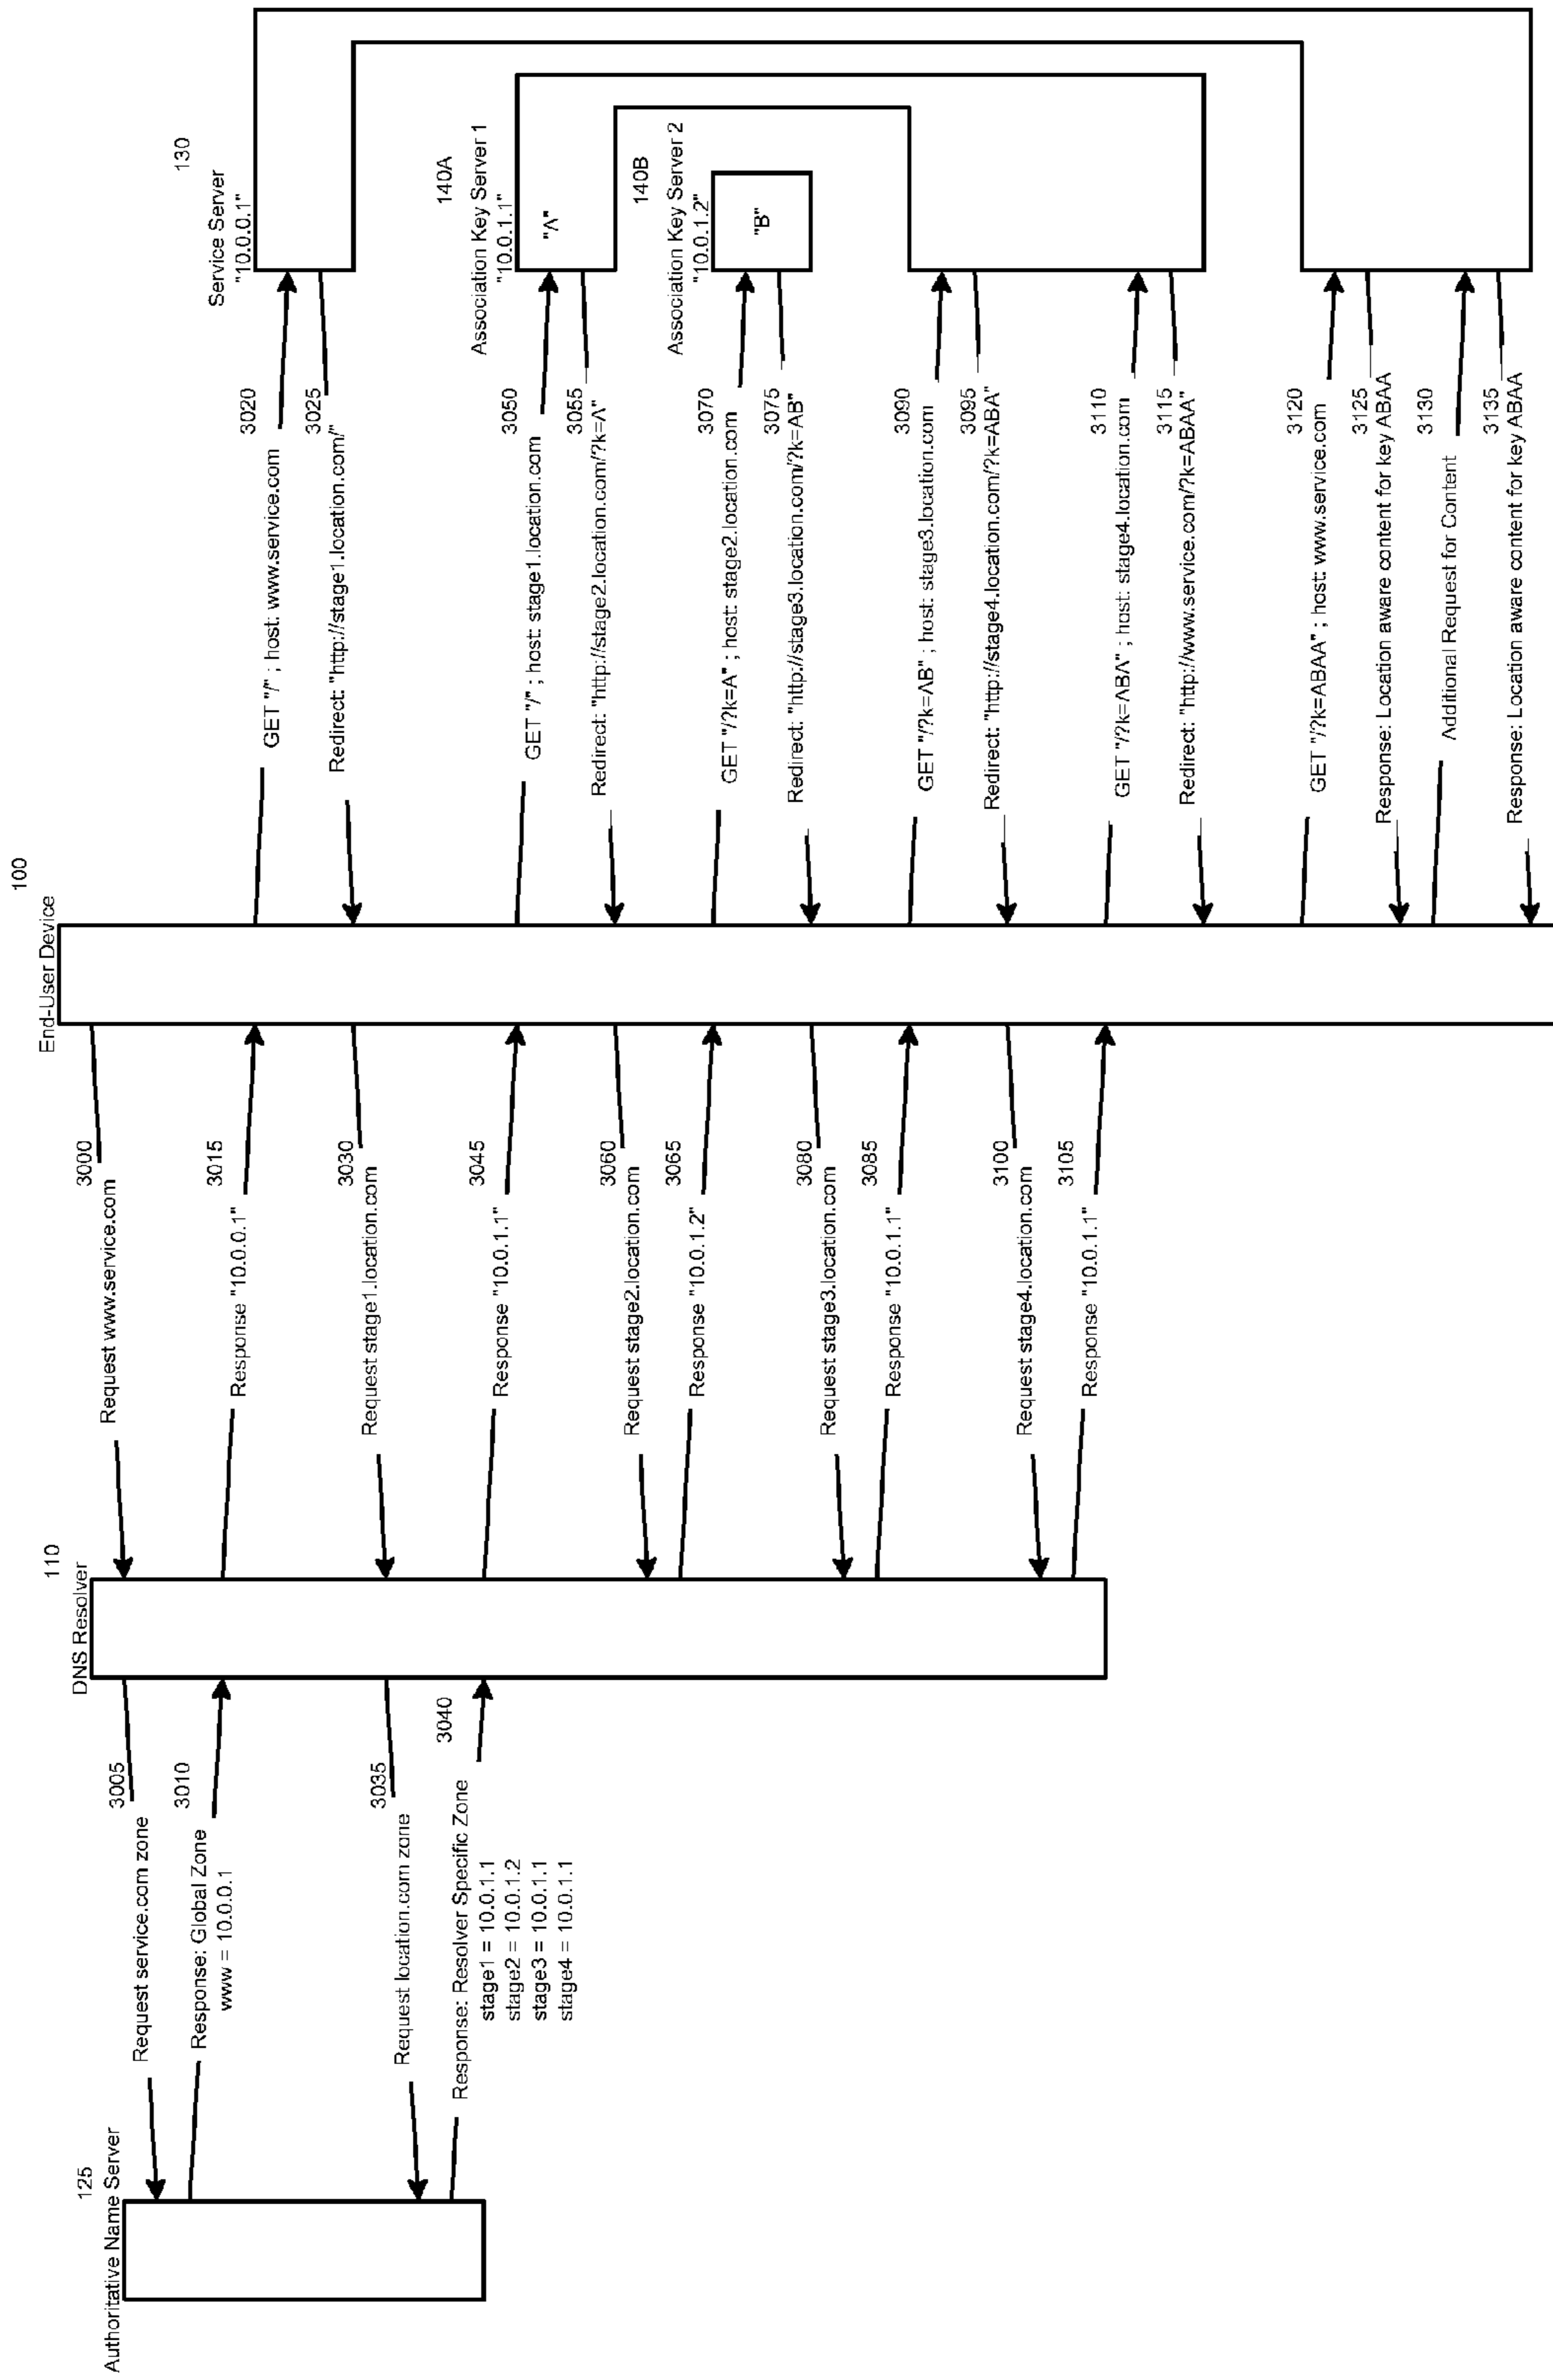 100
End-User Device
130
Service Server
"10.0.0.1"
140A
Association Key Server 1
"10.0.1.1"
"A"
140B
Association Key Server 2
"10.0.1.2"
"B"
110
DNS Resolver
125
Authoritative Name Server
3000
Request www.service.com
3005
Request service.com zone
3010
Response: Global Zone
www = 10.0.0.1
3015
Response "10.0.0.1"
3020
GET "/" ; host: www.service.com
3025
Redirect: "http://stage1.location.com/"
3030
Request stage1.location.com
3035
Request location.com zone
3040
Response: Resolver Specific Zone
stage1 = 10.0.1.1
stage2 = 10.0.1.2
stage3 = 10.0.1.1
stage4 = 10.0.1.1
3045
Response "10.0.1.1"
3050
GET "/" ; host: stage1.location.com
3055
Redirect: "http://stage2.location.com/?k=A"
3060
Request stage2.location.com
3065
Response "10.0.1.2"
3070
GET "/?k=A" ; host: stage2.location.com
3075
Redirect: "http://stage3.location.com/?k=AB"
3080
Request stage3.location.com
3085
Response "10.0.1.1"
3090
GET "/?k=AB" ; host: stage3.location.com
3095
Redirect: "http://stage4.location.com/?k=ABA"
3100
Request stage4.location.com
3105
Response "10.0.1.1"
3110
GET "/?k=ABA" ; host: stage4.location.com
3115
Redirect: "http://www.service.com/?k=ABAA"
3120
GET "/?k=ABAA" ; host: www.service.com
3125
Response: Location aware content for key ABAA
3130
Additional Request for Content
3135
Response: Location aware content for key ABAA